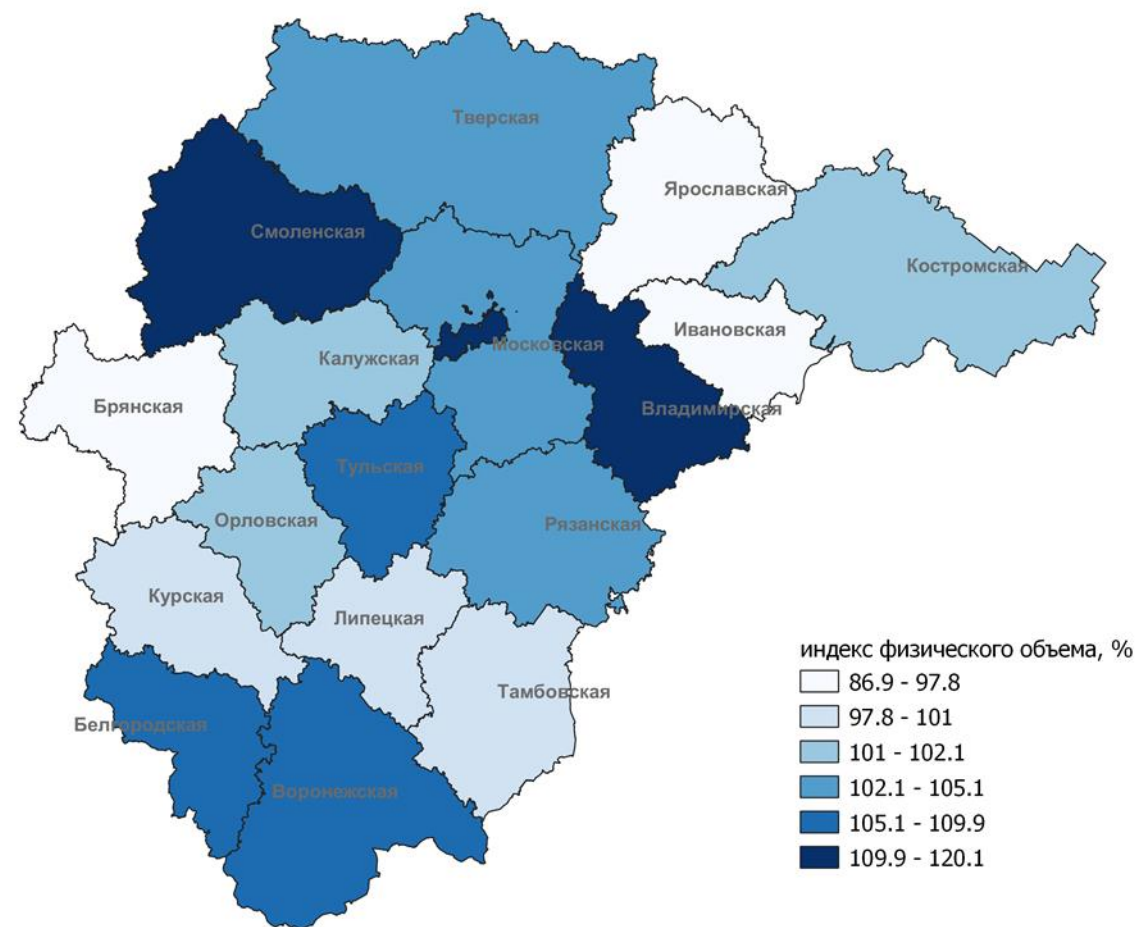 Тверская
Ярославская
Смоленская
Костромская
Ивановская
Московская
Калужская
Брянская
Владимирская
Тульская
Орловская
Рязанская
Курская
Липецкая
Тамбовская
Белгородская
Воронежская
индекс физического объема, %
86.9 - 97.8
97.8 - 101
101 - 102.1
102.1 - 105.1
105.1 - 109.9
109.9 - 120.1